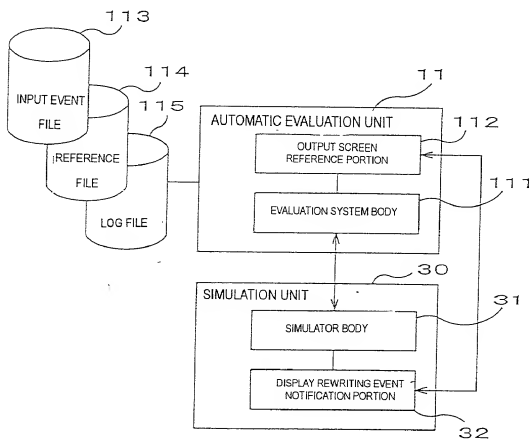 113
INPUT EVENT
FILE
114
REFERENCE
FILE
115
LOG FILE
11
AUTOMATIC EVALUATION UNIT
112
OUTPUT SCREEN
REFERENCE PORTION
111
EVALUATION SYSTEM BODY
30
SIMULATION UNIT
31
SIMULATOR BODY
DISPLAY REWRITING EVENT
NOTIFICATION PORTION
32